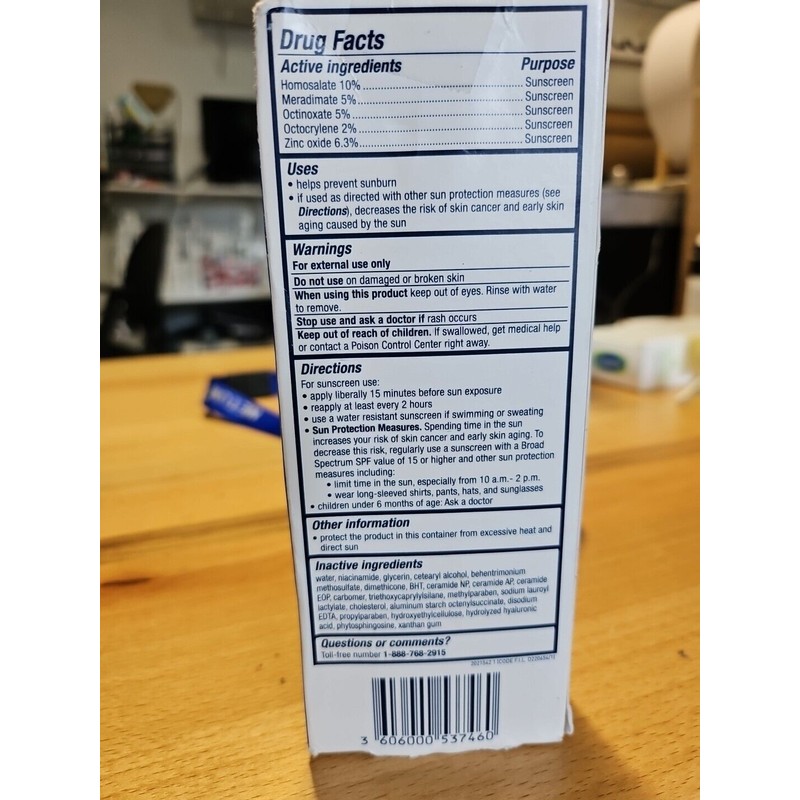 Drug Facts
Active ingredients Purpose
Homosalate 10%........................................ Sunscreen
Meradimate 5%........................................ Sunscreen
Octinoxate 5%........................................ Sunscreen
Octocrylene 2%........................................ Sunscreen
Zinc oxide 6.3%........................................ Sunscreen
Uses
• helps prevent sunburn
• if used as directed with other sun protection measures (see
Directions), decreases the risk of skin cancer and early skin
aging caused by the sun
Warnings
For external use only
Do not use on damaged or broken skin
When using this product keep out of eyes. Rinse with water
to remove.
Stop use and ask a doctor if rash occurs
Keep out of reach of children. If swallowed, get medical help
or contact a Poison Control Center right away.
Directions
For sunscreen use:
• apply liberally 15 minutes before sun exposure
• reapply at least every 2 hours
• use a water resistant sunscreen if swimming or sweating
• Sun Protection Measures. Spending time in the sun
increases your risk of skin cancer and early skin aging. To
decrease this risk, regularly use a sunscreen with a Broad
Spectrum SPF value of 15 or higher and other sun protection
measures including:
• limit time in the sun, especially from 10 a.m.- 2 p.m.
• wear long-sleeved shirts, pants, hats, and sunglasses
• children under 6 months of age: Ask a doctor
Other information
• protect the product in this container from excessive heat and
direct sun
Inactive ingredients
water, niacinamide, glycerin, cetearyl alcohol, behentrimonium
methosulfate, dimethicone, BHT, ceramide NP, ceramide AP, ceramide
EOP, carbomer, triethoxycaprylylsilane, methylparaben, sodium lauroyl
lactylate, cholesterol, aluminum starch octenylsuccinate, disodium
EDTA, propylparaben, hydroxyethylcellulose, hydrolyzed hyaluronic
acid, phytosphingosine, xanthan gum
Questions or comments?
Toll-free number 1-888-768-2915
3 606000 537460